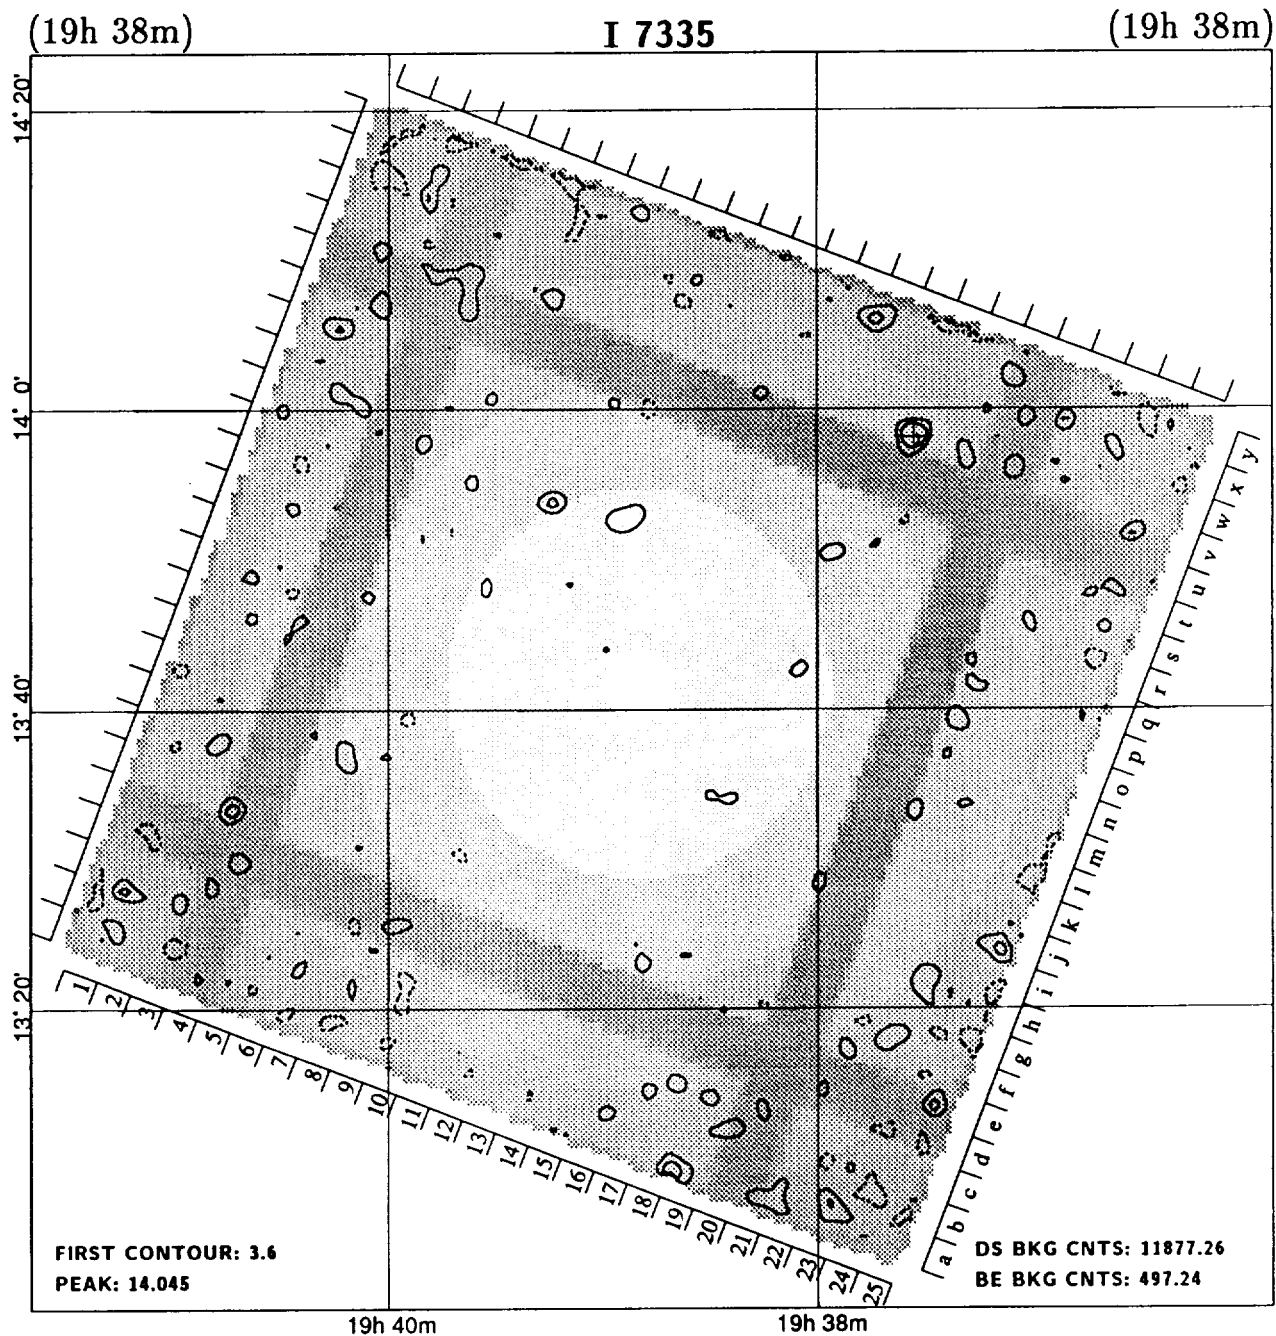 (19h 38m) I 7335 (19h 38m)
14° 20'
14° 0'
13° 40'
13° 20'
y
x
w
v
u
t
s
r
q
p
o
n
m
l
k
j
i
h
g
f
e
d
c
b
a
1 2 3 4 5 6 7 8 9 10 11 12 13 14 15 16 17 18 19 20 21 22 23 24 25
FIRST CONTOUR: 3.6
PEAK: 14.045
DS BKG CNTS: 11877.26
BE BKG CNTS: 497.24
19h 40m 19h 38m